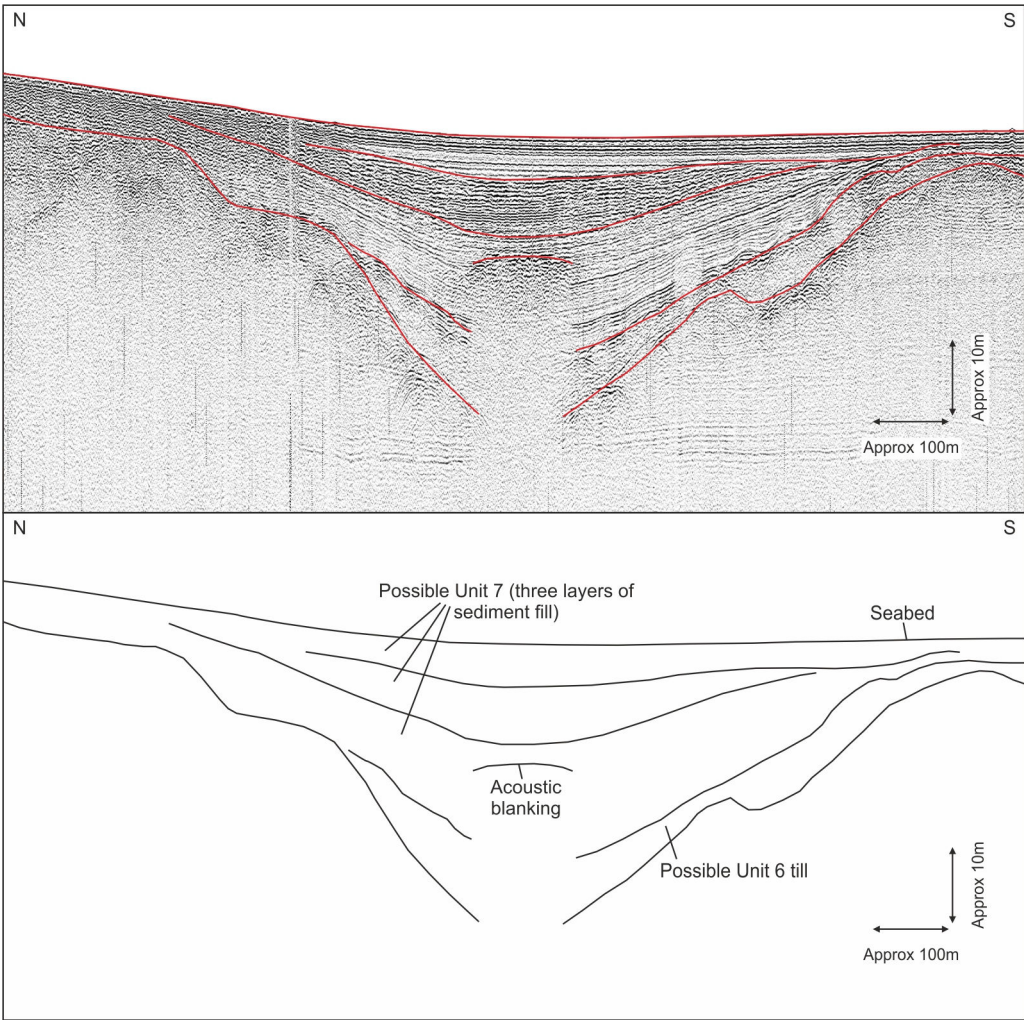 N
S
Approx 10m
Approx 100m
N
S
Possible Unit 7 (three layers of
sediment fill)
Seabed
Acoustic
blanking
Possible Unit 6 till
Approx 10m
Approx 100m